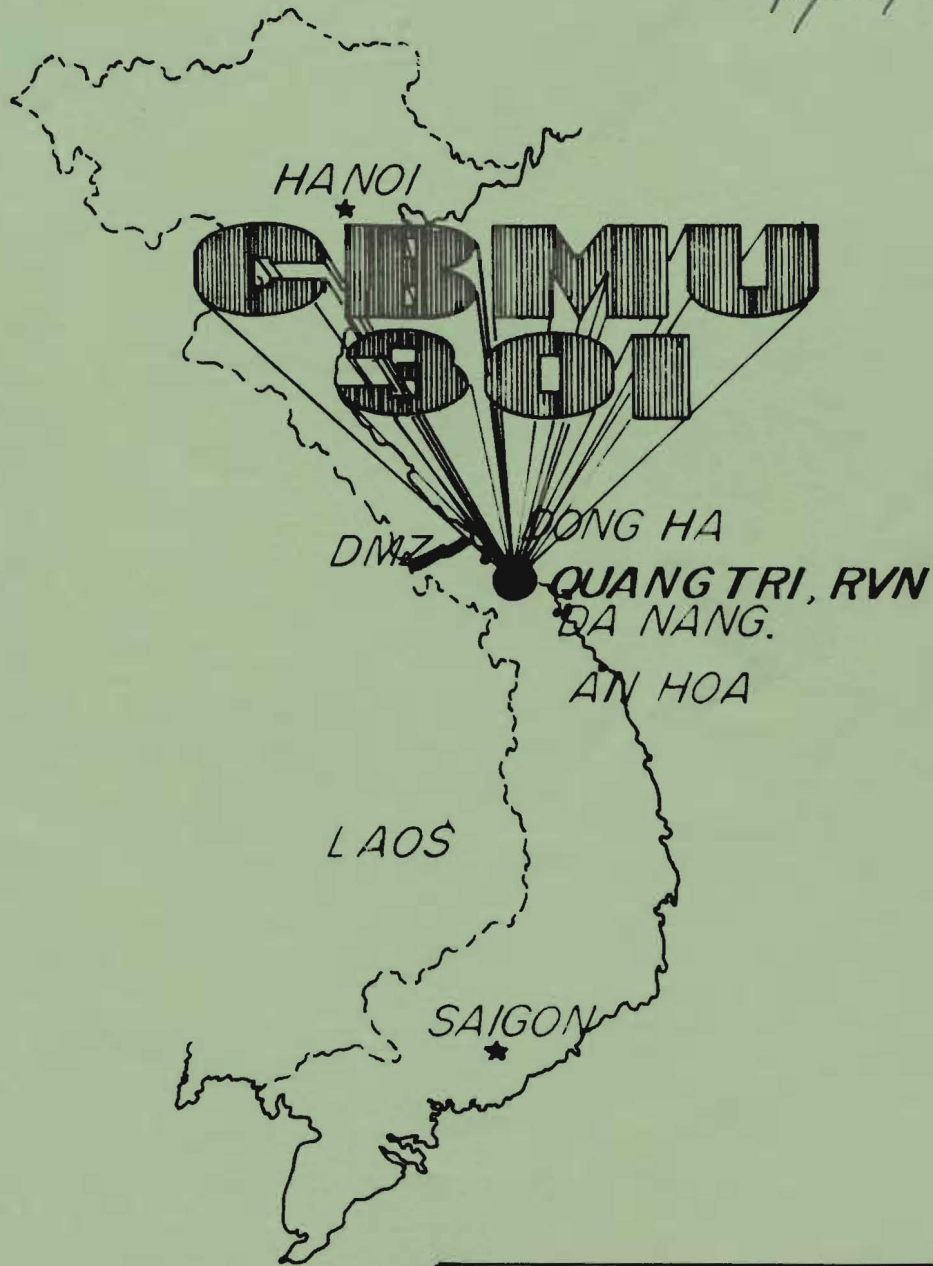 HANOI
CBMU
301
DMZ
DONG HA
QUANG TRI, RVN
DA NANG.
AN HOA
LAOS
SAIGON